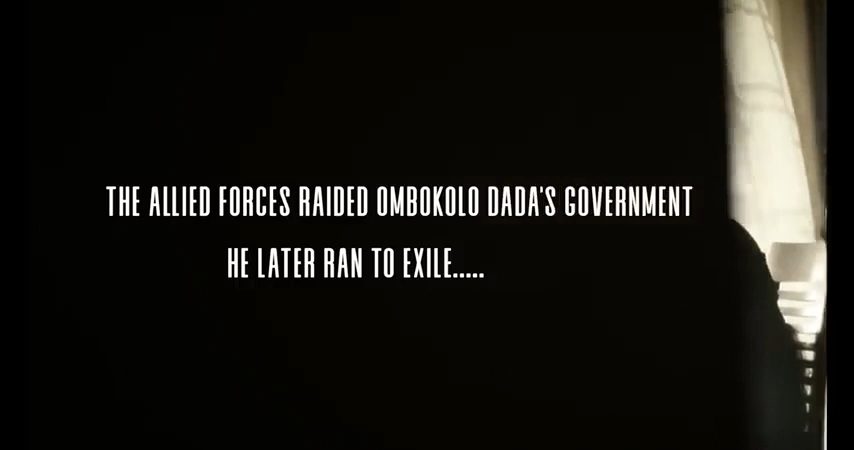 THE ALLIED FORCES RAIDED OMBOKOLO DADA'S GOVERNMENT
HE LATER RAN TO EXILE.....